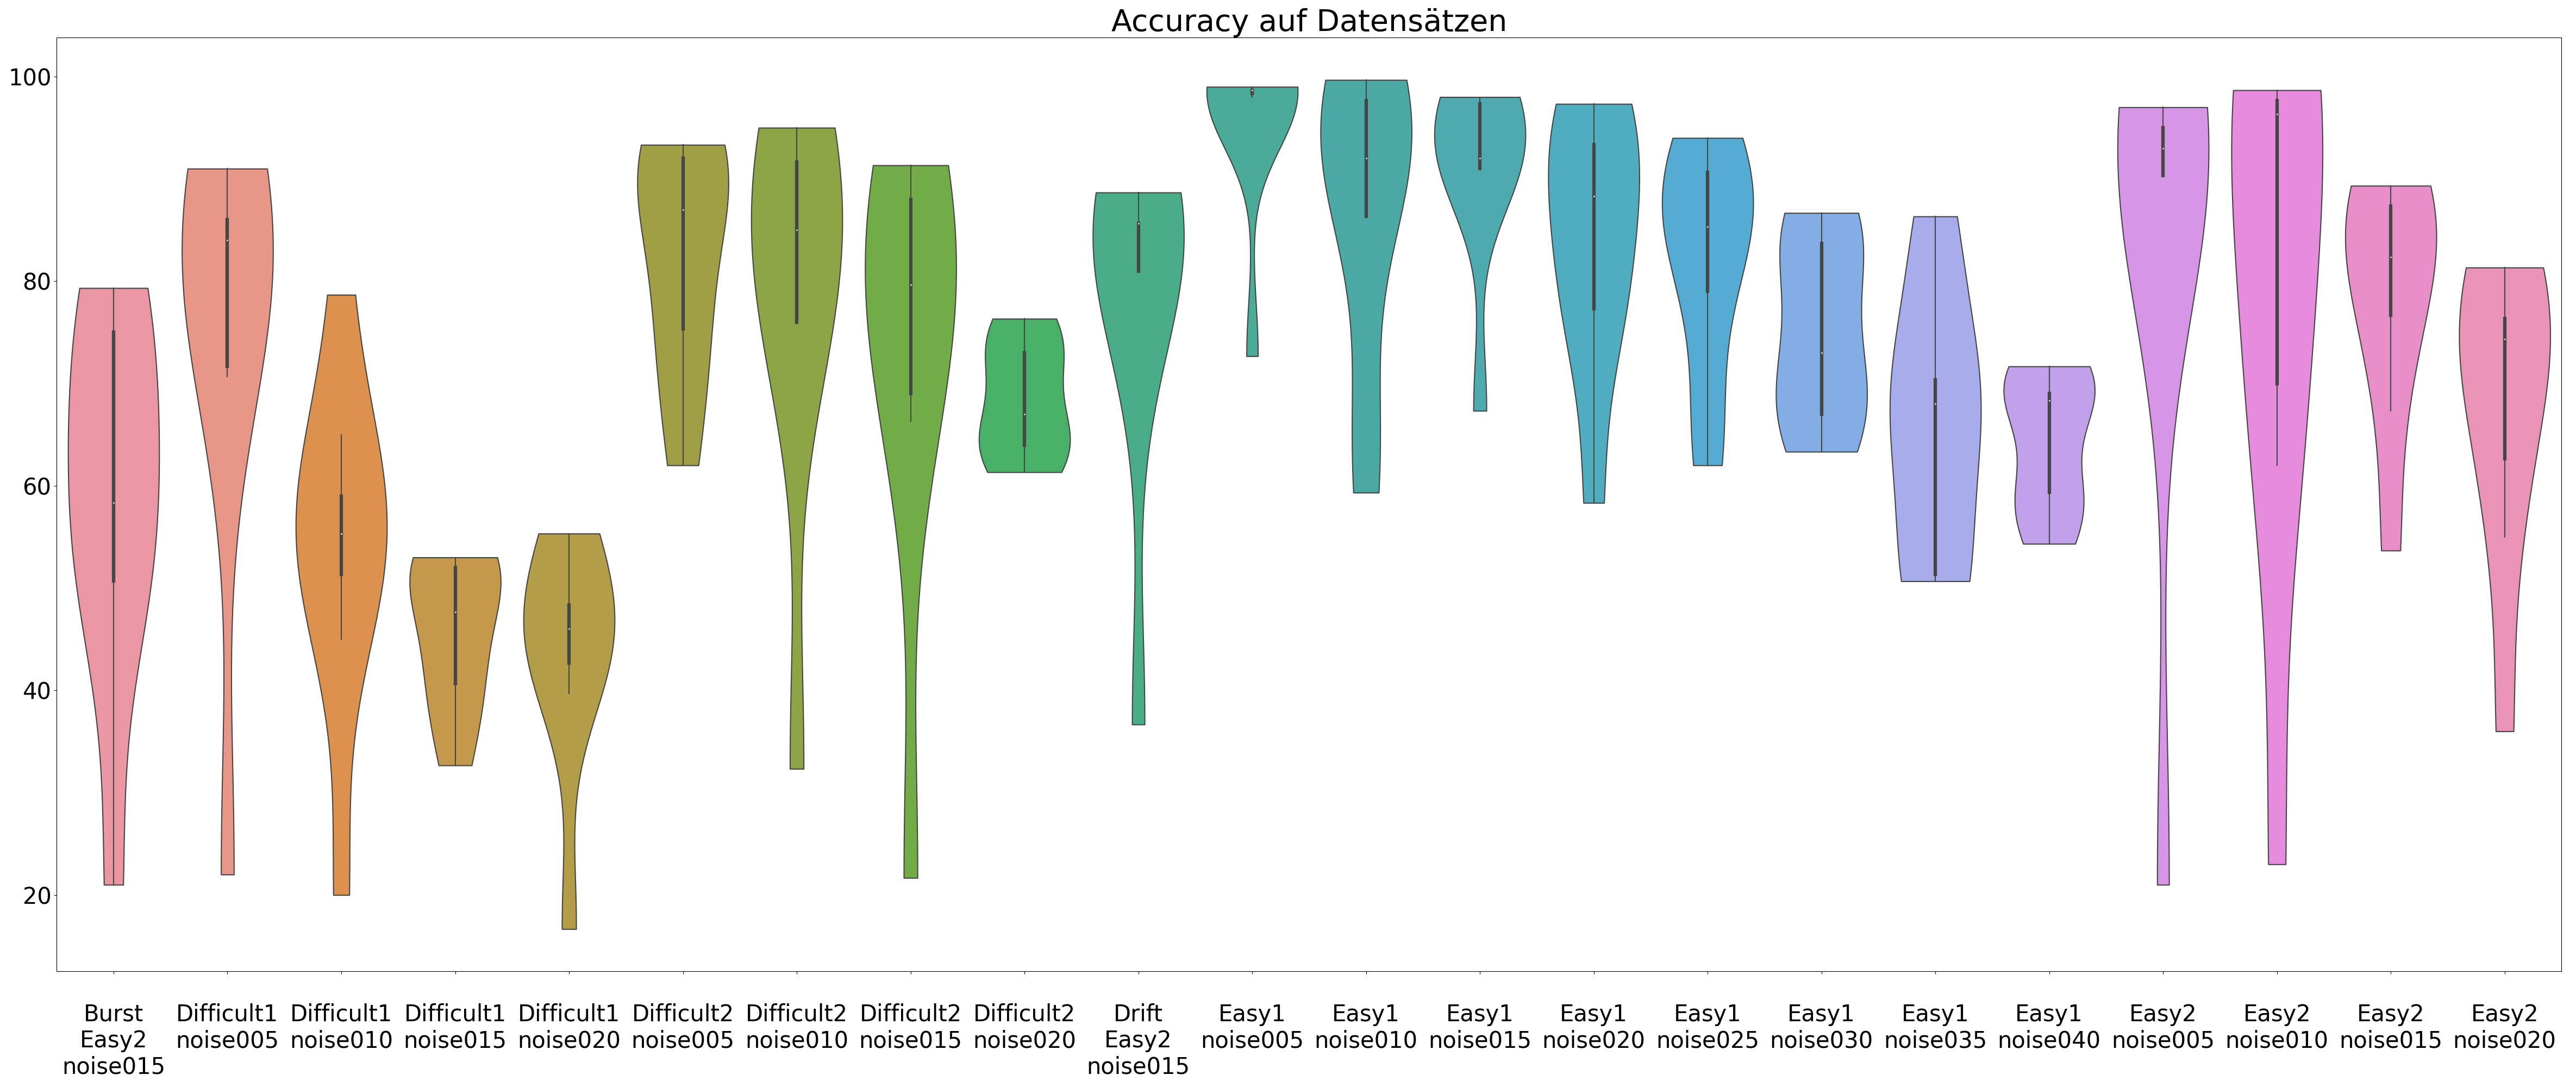 Accuracy auf Datensätzen
100
80
60
40
20
Burst
Easy2
noise015
Difficult1
noise005
Difficult1
noise010
Difficult1
noise015
Difficult1
noise020
Difficult2
noise005
Difficult2
noise010
Difficult2
noise015
Difficult2
noise020
Drift
Easy2
noise015
Easy1
noise005
Easy1
noise010
Easy1
noise015
Easy1
noise020
Easy1
noise025
Easy1
noise030
Easy1
noise035
Easy1
noise040
Easy2
noise005
Easy2
noise010
Easy2
noise015
Easy2
noise020